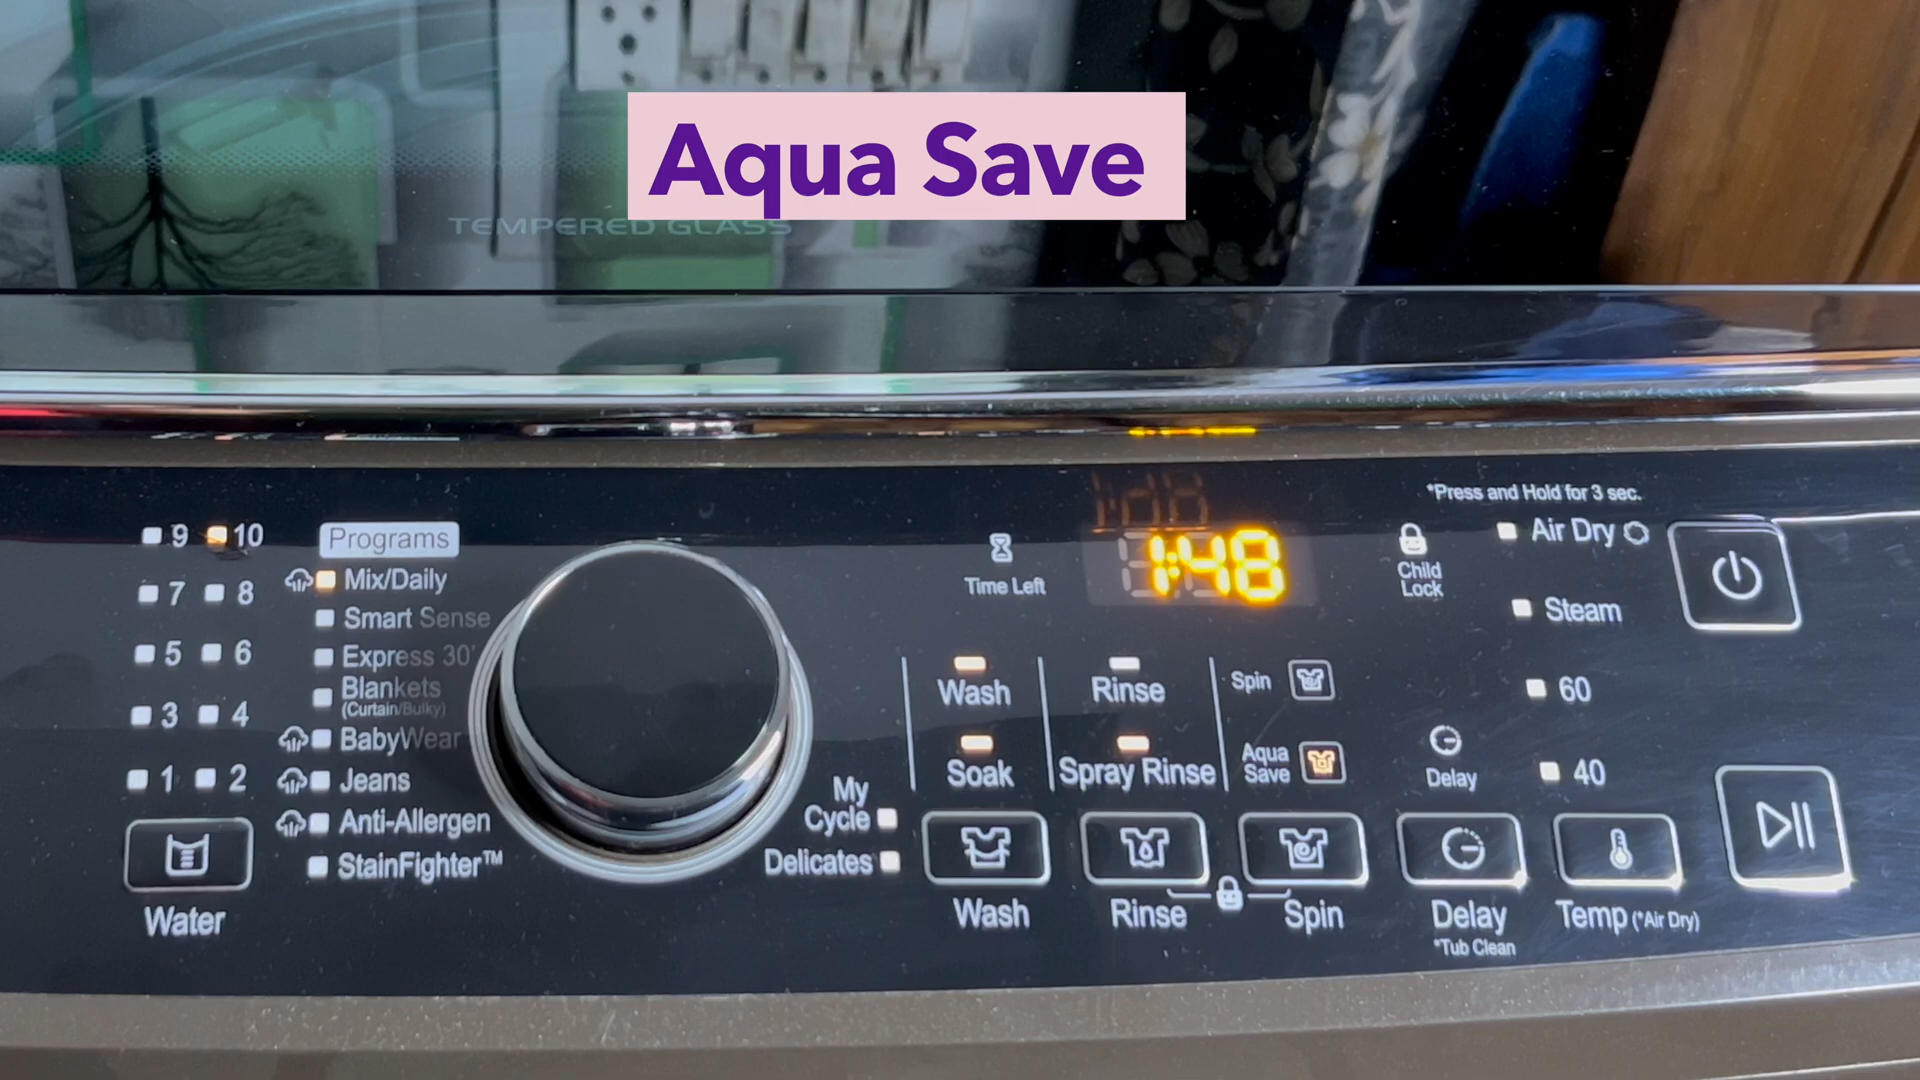 Aqua Save
TEMPERED GLASS
*Press and Hold for 3 sec.
9 10
7 8
5 6
3 4
1 2
Water
Programs
Mix/Daily
Smart Sense
Express 30'
Blankets
(Curtain/Bulky)
BabyWear
Jeans
Anti-Allergen
StainFighter™
My
Cycle
Delicates
Time Left
1:48
Child
Lock
Air Dry
Steam
60
40
Wash
Soak
Rinse
Spray Rinse
Spin
Aqua
Save
Delay
Wash
Rinse
Spin
Delay
*Tub Clean
Temp (*Air Dry)